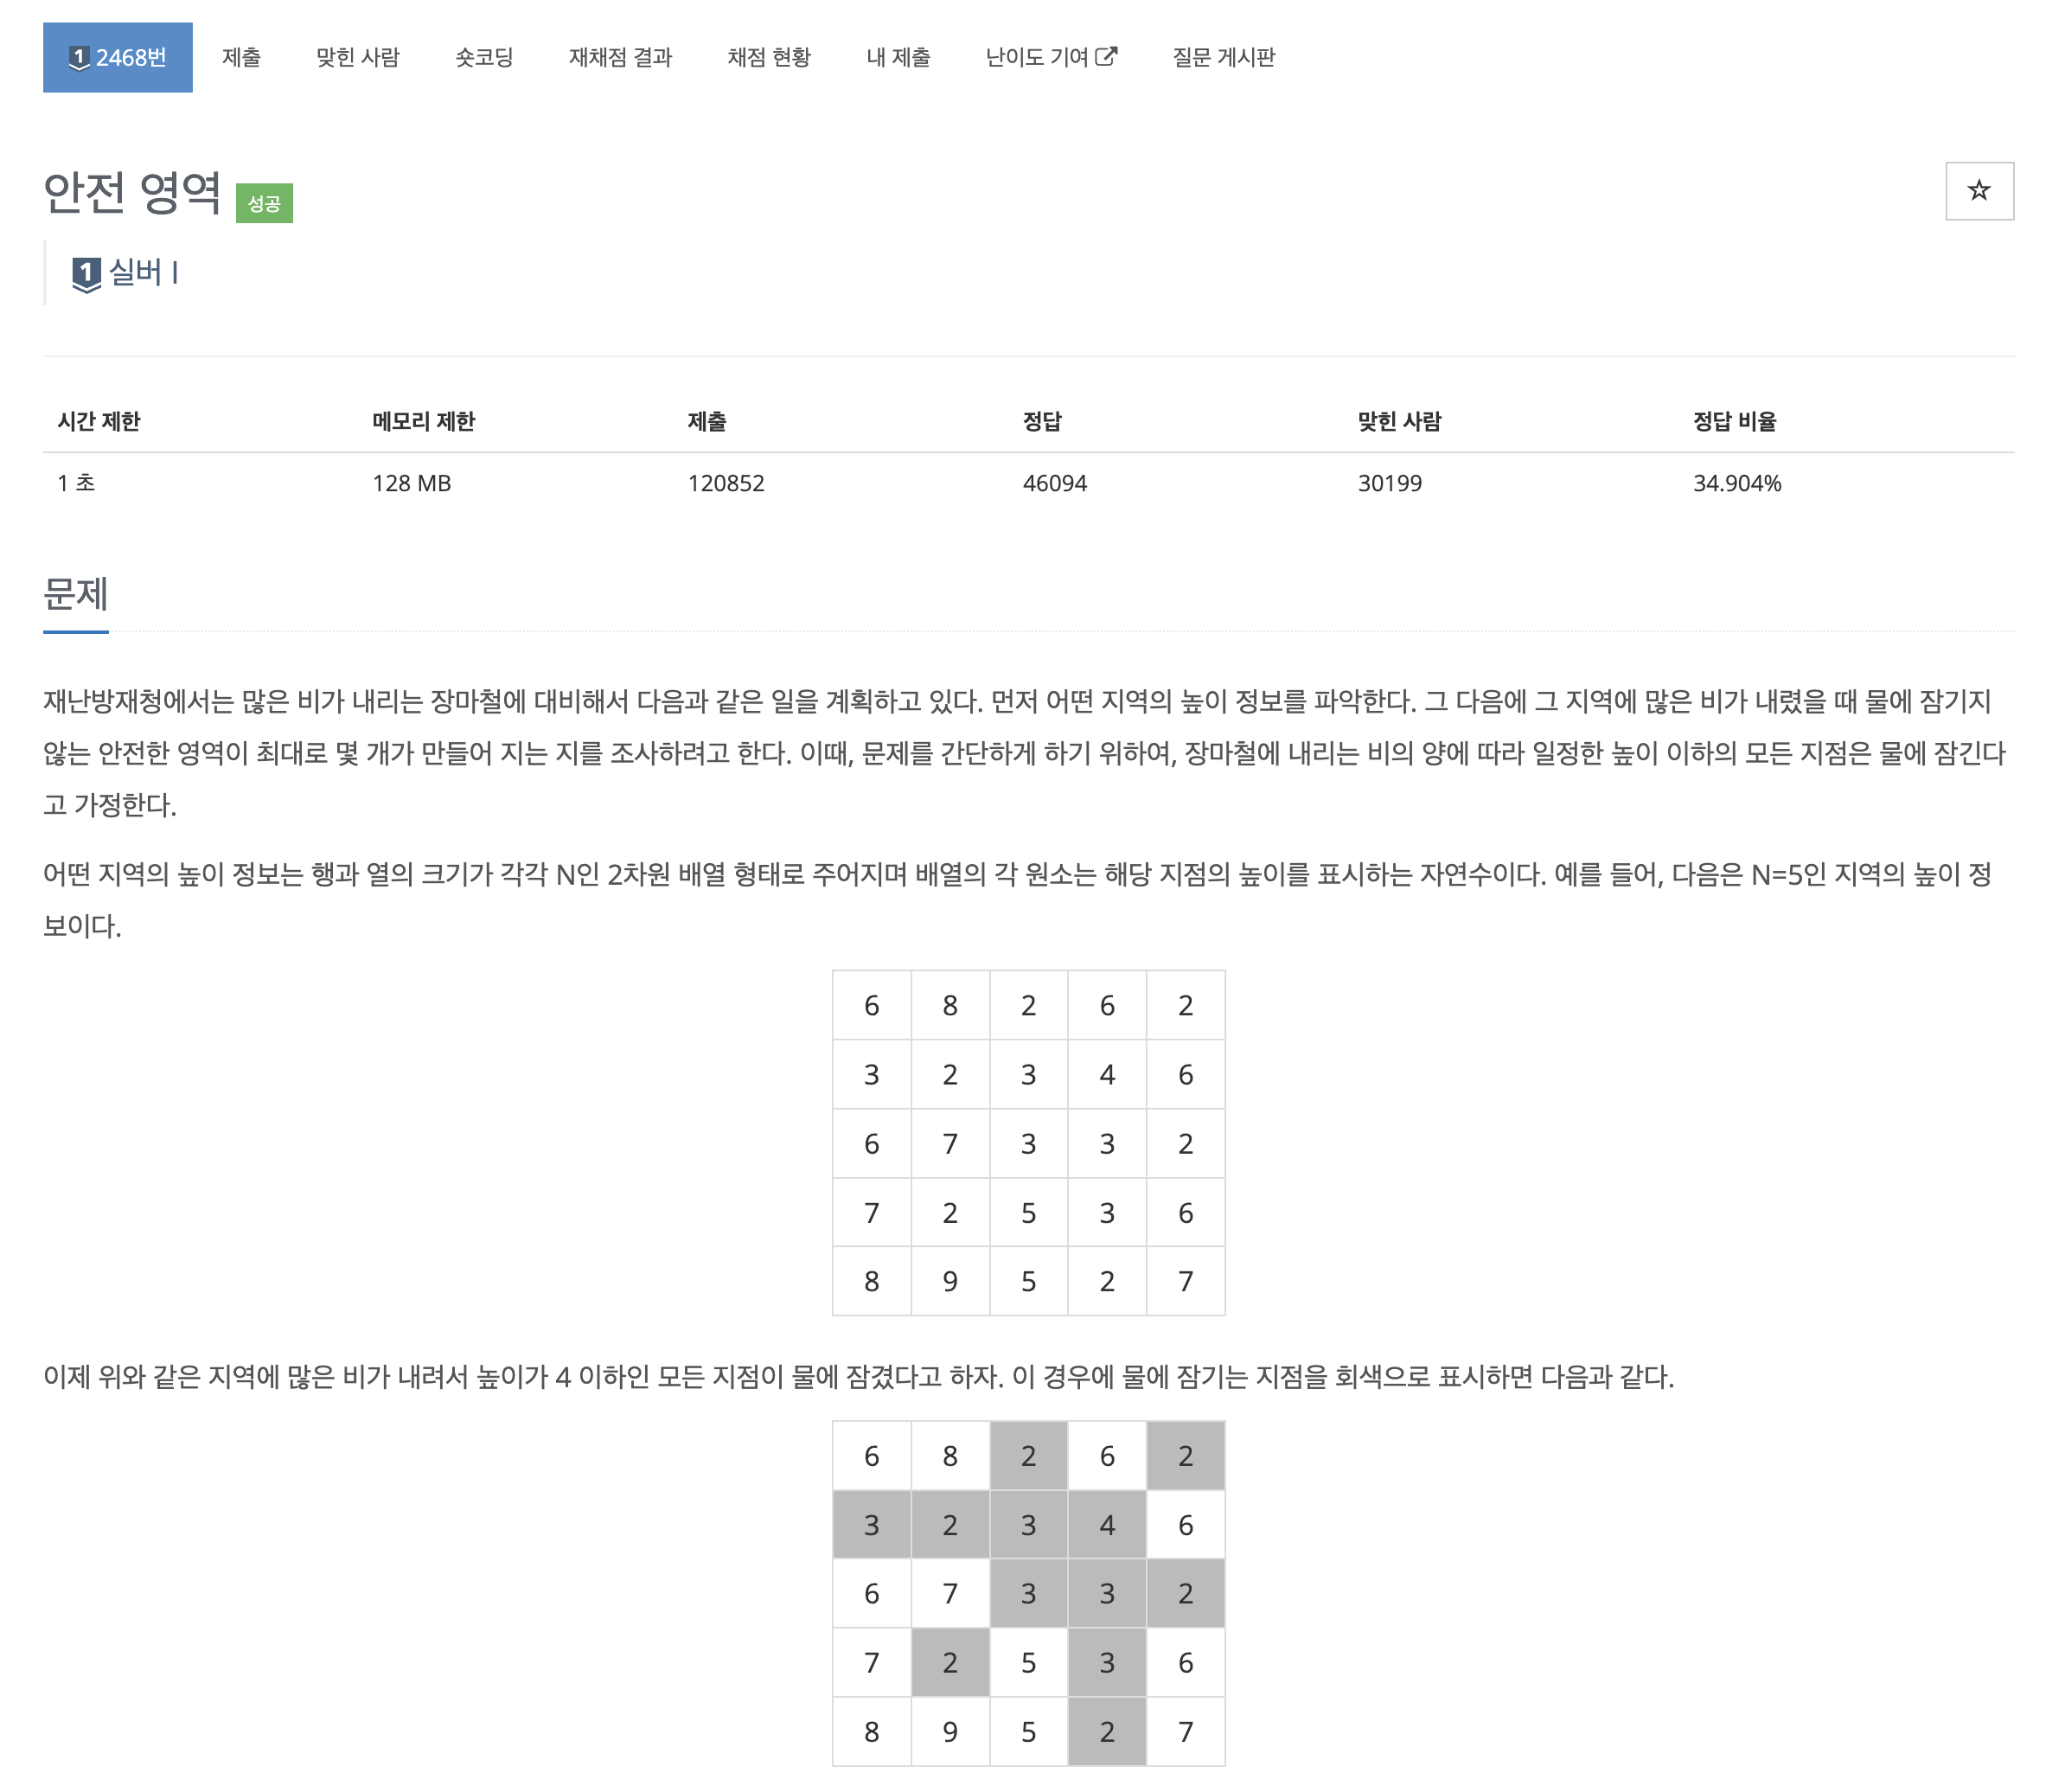 1 2468번 제출 맞힌 사람 숏코딩 재채점 결과 채점 현황 내 제출 난이도 기여 질문 게시판
안전 영역 성공
☆
1 실버 I
시간 제한 메모리 제한 제출 정답 맞힌 사람 정답 비율
1 초 128 MB 120852 46094 30199 34.904%
문제
재난방재청에서는 많은 비가 내리는 장마철에 대비해서 다음과 같은 일을 계획하고 있다. 먼저 어떤 지역의 높이 정보를 파악한다. 그 다음에 그 지역에 많은 비가 내렸을 때 물에 잠기지
않는 안전한 영역이 최대로 몇 개가 만들어 지는 지를 조사하려고 한다. 이때, 문제를 간단하게 하기 위하여, 장마철에 내리는 비의 양에 따라 일정한 높이 이하의 모든 지점은 물에 잠긴다
고 가정한다.
어떤 지역의 높이 정보는 행과 열의 크기가 각각 N인 2차원 배열 형태로 주어지며 배열의 각 원소는 해당 지점의 높이를 표시하는 자연수이다. 예를 들어, 다음은 N=5인 지역의 높이 정
보이다.
6 8 2 6 2
3 2 3 4 6
6 7 3 3 2
7 2 5 3 6
8 9 5 2 7
이제 위와 같은 지역에 많은 비가 내려서 높이가 4 이하인 모든 지점이 물에 잠겼다고 하자. 이 경우에 물에 잠기는 지점을 회색으로 표시하면 다음과 같다.
6 8 2 6 2
3 2 3 4 6
6 7 3 3 2
7 2 5 3 6
8 9 5 2 7